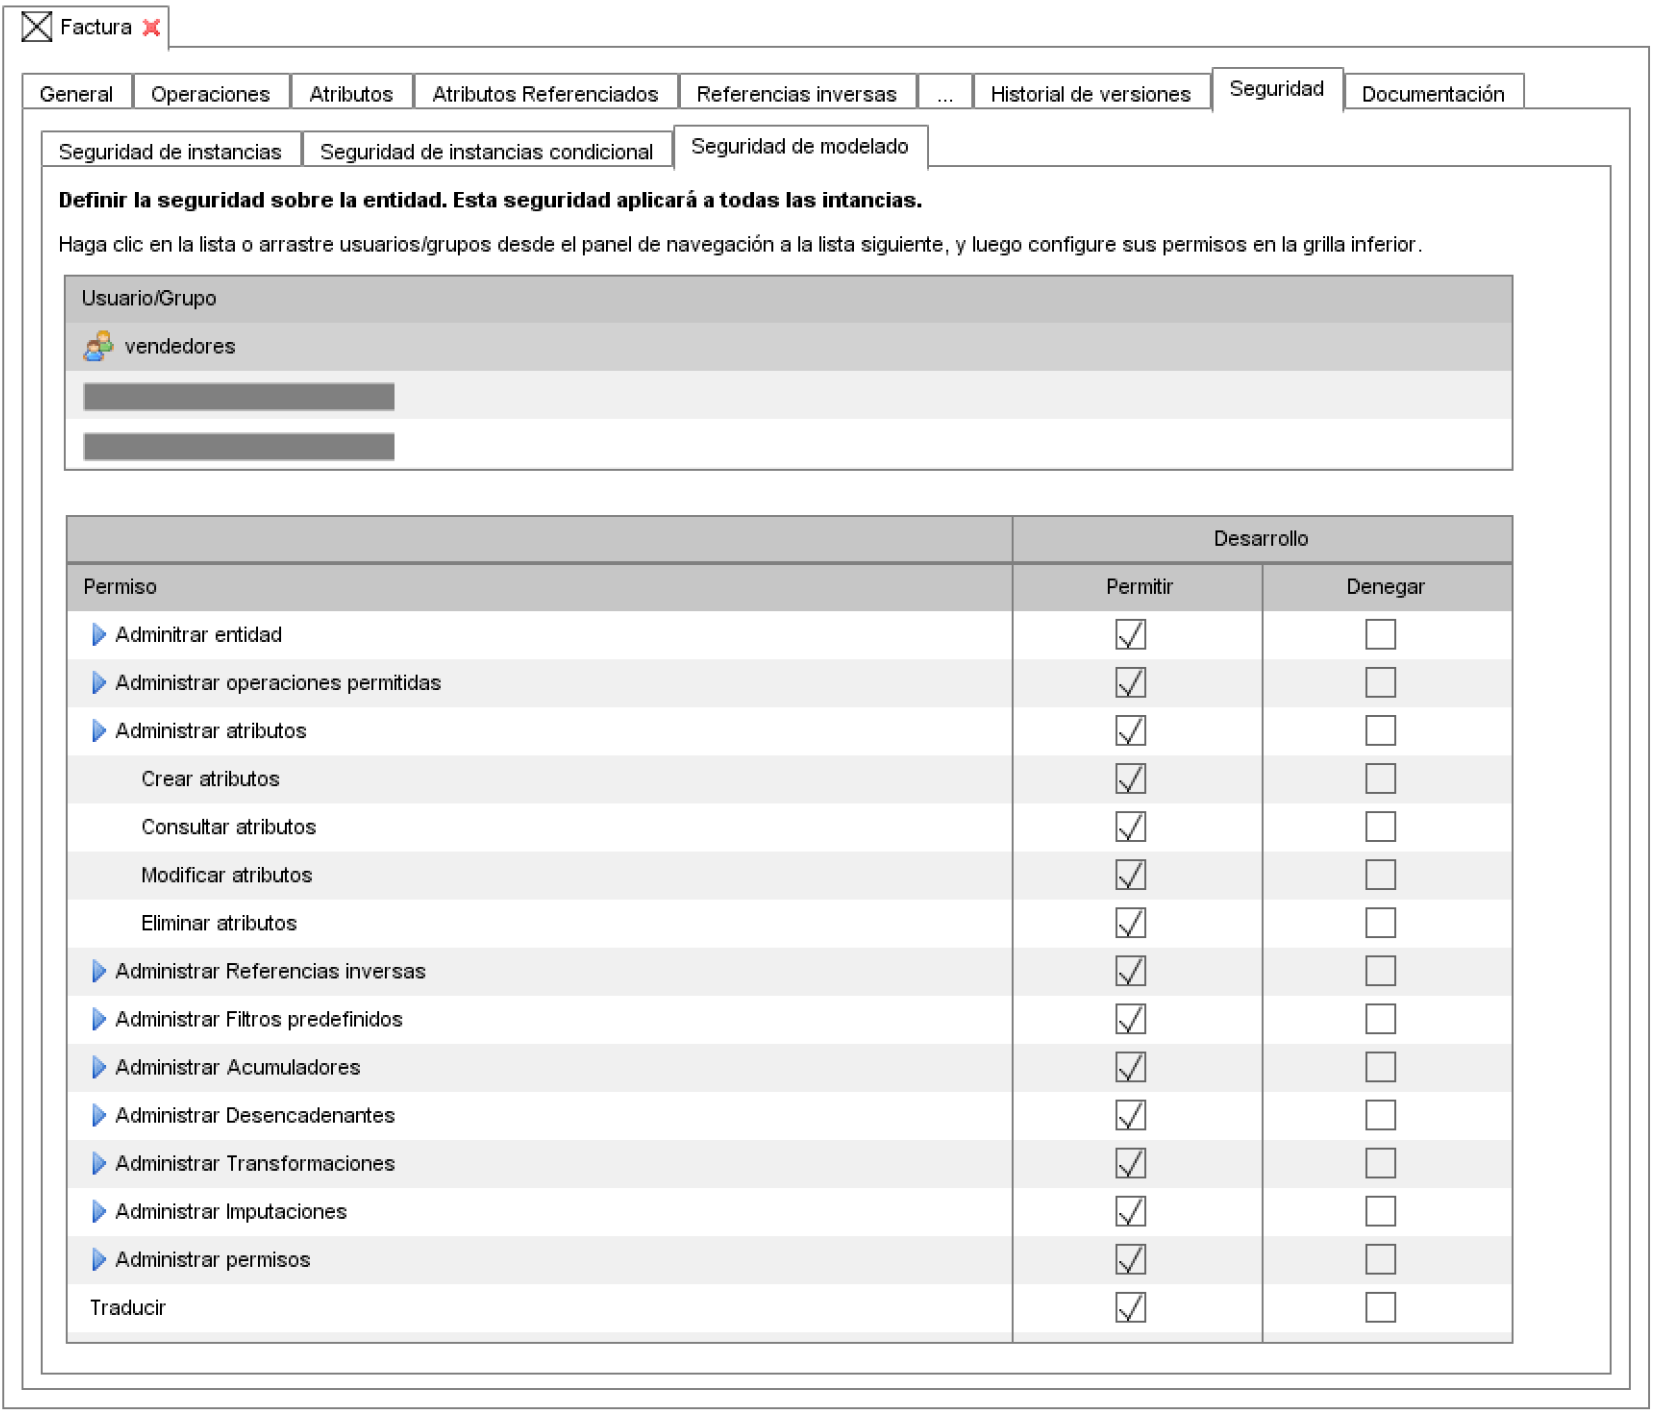 Factura
General Operaciones Atributos Atributos Referenciados Referencias inversas ... Historial de versiones Seguridad Documentación
Seguridad de instancias Seguridad de instancias condicional Seguridad de modelado
Definir la seguridad sobre la entidad. Esta seguridad aplicará a todas las intancias.
Haga clic en la lista o arrastre usuarios/grupos desde el panel de navegación a la lista siguiente, y luego configure sus permisos en la grilla inferior.
Usuario/Grupo
vendedores
Desarrollo
Permiso Permitir Denegar
Adminitrar entidad
Administrar operaciones permitidas
Administrar atributos
Crear atributos
Consultar atributos
Modificar atributos
Eliminar atributos
Administrar Referencias inversas
Administrar Filtros predefinidos
Administrar Acumuladores
Administrar Desencadenantes
Administrar Transformaciones
Administrar Imputaciones
Administrar permisos
Traducir